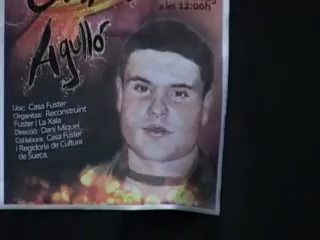 a les 12:00h
Agulló
Lloc: Casa Fuster
Organitza: Reconstruint
Fuster i La Xala
Direcció: Dani Miquel
Col·labora: Casa Fuster
i Regidoria de Cultura
de Sueca.